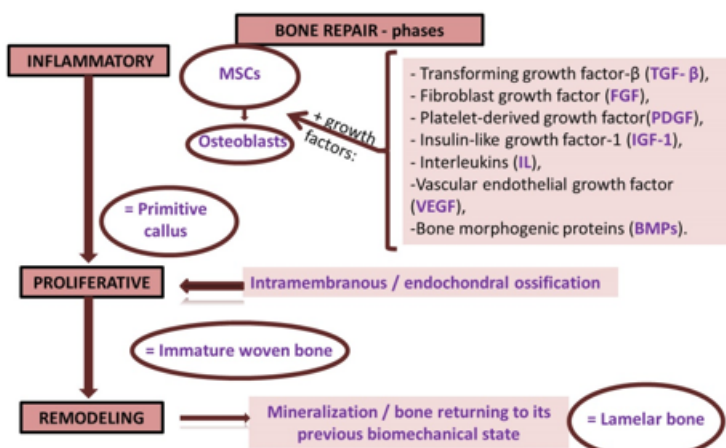 BONE REPAIR - phases
INFLAMMATORY
MSCs
Osteoblasts
+ growth
factors:
- Transforming growth factor-β (TGF- β),
- Fibroblast growth factor (FGF),
- Platelet-derived growth factor(PDGF),
- Insulin-like growth factor-1 (IGF-1),
- Interleukins (IL),
-Vascular endothelial growth factor
(VEGF),
-Bone morphogenic proteins (BMPs).
= Primitive
callus
PROLIFERATIVE
Intramembranous / endochondral ossification
= Immature woven bone
REMODELING
Mineralization / bone returning to its
previous biomechanical state
= Lamelar bone